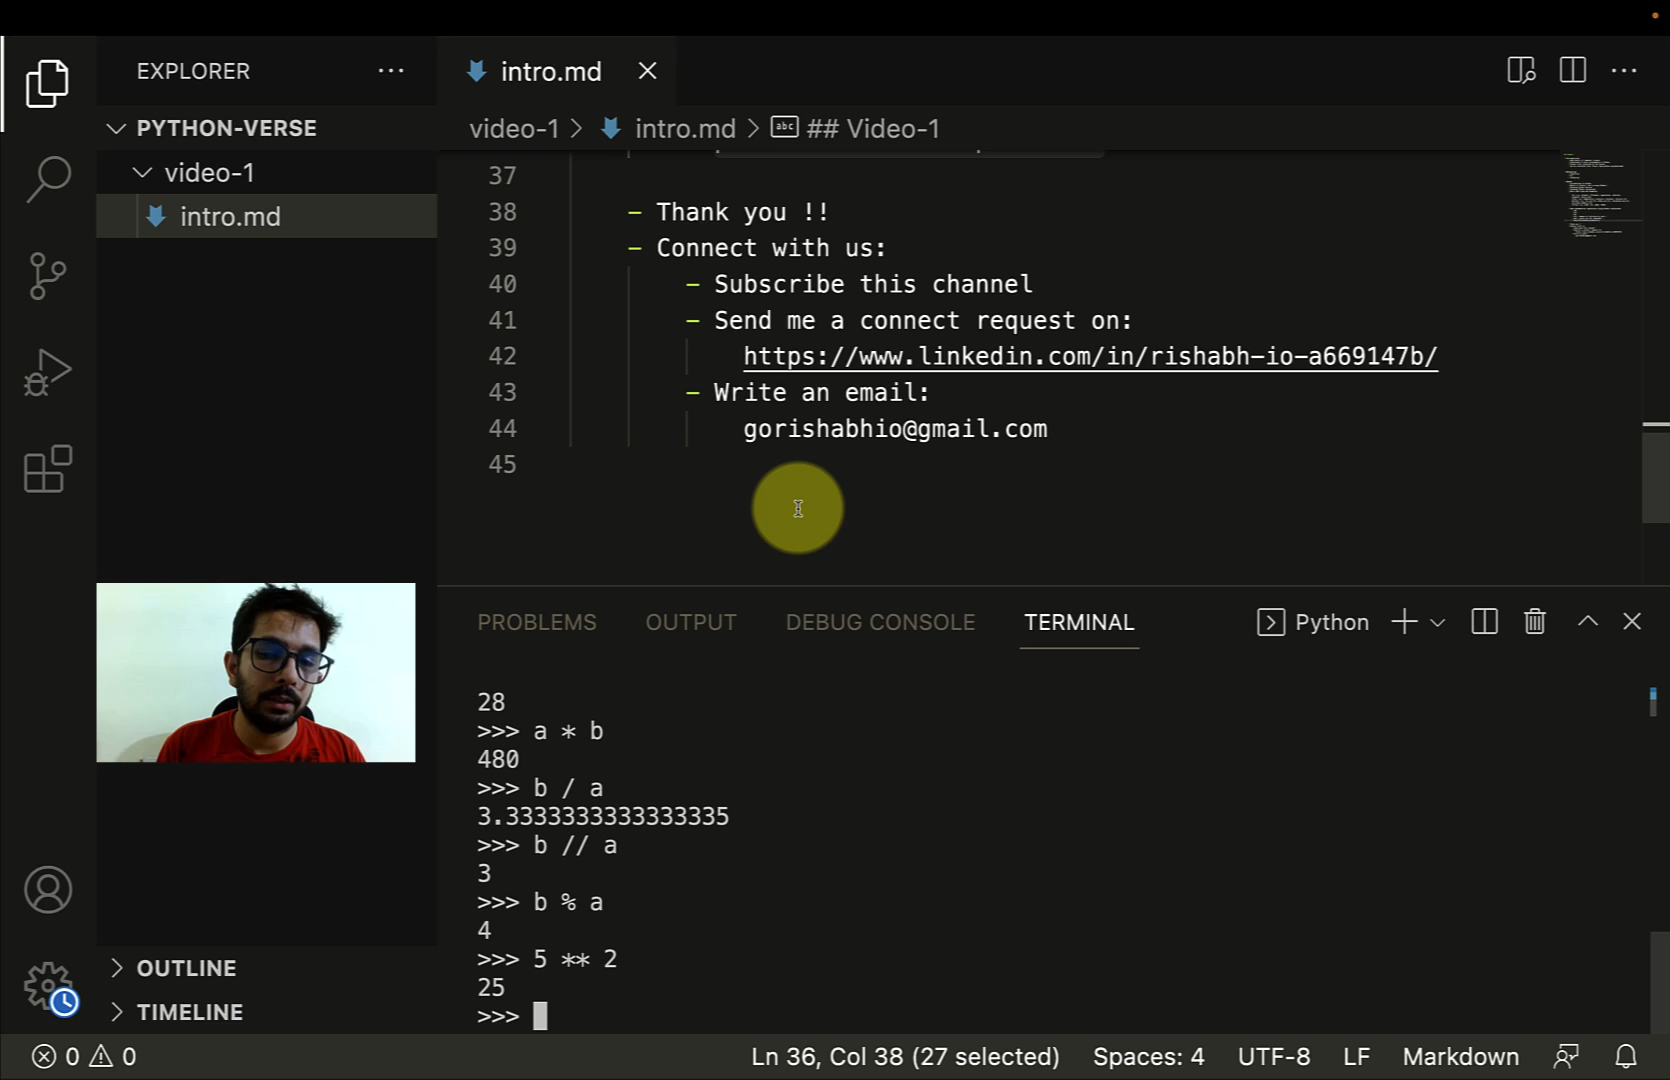 EXPLORER
intro.md
PYTHON-VERSE
video-1 > intro.md > ## Video-1
video-1
intro.md
37
38 - Thank you !!
39 - Connect with us:
40 - Subscribe this channel
41 - Send me a connect request on:
42 https://www.linkedin.com/in/rishabh-io-a669147b/
43 - Write an email:
44 gorishabhio@gmail.com
45
PROBLEMS OUTPUT DEBUG CONSOLE TERMINAL Python
28
>>> a * b
480
>>> b / a
3.3333333333333335
>>> b // a
3
>>> b % a
4
>>> 5 ** 2
25
>>>
OUTLINE
TIMELINE
0 0 Ln 36, Col 38 (27 selected) Spaces: 4 UTF-8 LF Markdown